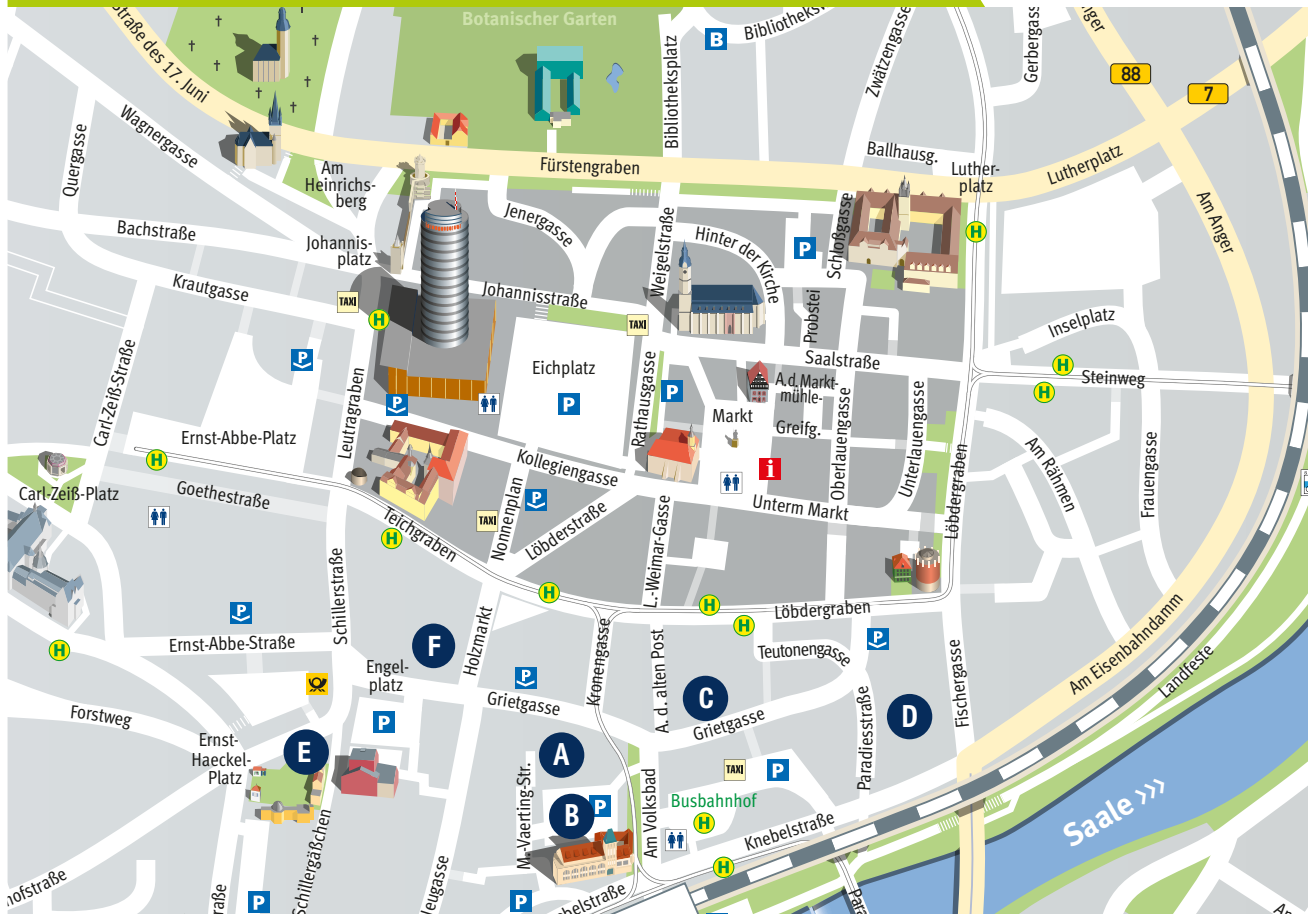 Botanischer Garten
Straße des 17. Juni
Wagnergasse
Quergasse
Bibliotheksplatz
B
Zwätzengasse
Gerbergass
88
7
Fürstengraben
Ballhausg.
Luther-
platz
Lutherplatz
Am Anger
Am
Heinrichs-
berg
Jenergasse
Weigelstraße
Hinter der Kirche
P
Schloßgasse
H
Bachstraße
Johannis-
platz
Krautgasse
TAXI
H
Johannisstraße
TAXI
Probstei
Saalstraße
Inselplatz
H
H
Steinweg
Carl-Zeiß-Straße
P
Leutragraben
P
Eichplatz
P
Rathausgasse
P
A.d. Markt-
mühle-
Markt
Greifg.
i
Oberlauengasse
Unterlauengasse
Löbdergraben
Am Rähmen
Frauengasse
Ernst-Abbe-Platz
H
Goethestraße
Carl-Zeiß-Platz
Kollegiengasse
Nonnenplan
P
TAXI
Löbderstraße
Teichgraben
H
Unterm Markt
L.-Weimar-Gasse
H
H
H
Löbdergraben
Schillerstraße
P
Ernst-Abbe-Straße
H
F
Holzmarkt
Engel-
platz
P
P
Grietgasse
Kronengasse
A. d. alten Post
C
Teutonengasse
P
Grietgasse
Paradiesstraße
D
Fischergasse
Am Eisenbahndamm
Landfeste
Forstweg
Ernst-
Haeckel-
Platz
E
A
M.-Vaerting-Str.
B
P
Am Volksbad
TAXI
P
Busbahnhof
H
Knebelstraße
H
Saale >>>
hofstraße
raße
Schillergäßchen
P
eugasse
P
ebelstraße
Para